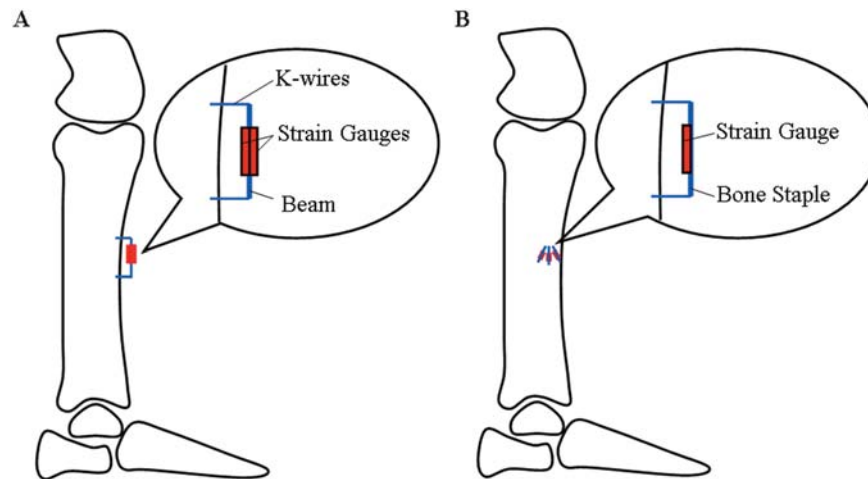 A
K-wires
Strain Gauges
Beam
B
Strain Gauge
Bone Staple